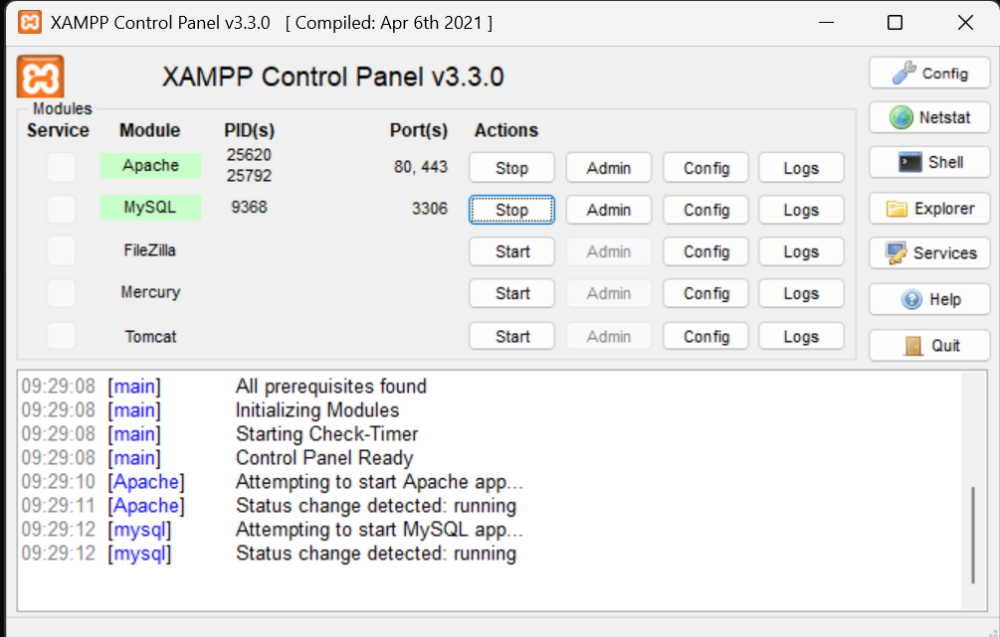 XAMPP Control Panel v3.3.0 [ Compiled: Apr 6th 2021 ]
XAMPP Control Panel v3.3.0
Config
Modules
Service Module PID(s) Port(s) Actions
Netstat
Apache 25620 25792 80, 443 Stop Admin Config Logs
Shell
MySQL 9368 3306 Stop Admin Config Logs
Explorer
FileZilla Start Admin Config Logs
Services
Mercury Start Admin Config Logs
Help
Tomcat Start Admin Config Logs
Quit
09:29:08 [main] All prerequisites found
09:29:08 [main] Initializing Modules
09:29:08 [main] Starting Check-Timer
09:29:08 [main] Control Panel Ready
09:29:10 [Apache] Attempting to start Apache app...
09:29:11 [Apache] Status change detected: running
09:29:12 [mysql] Attempting to start MySQL app...
09:29:12 [mysql] Status change detected: running